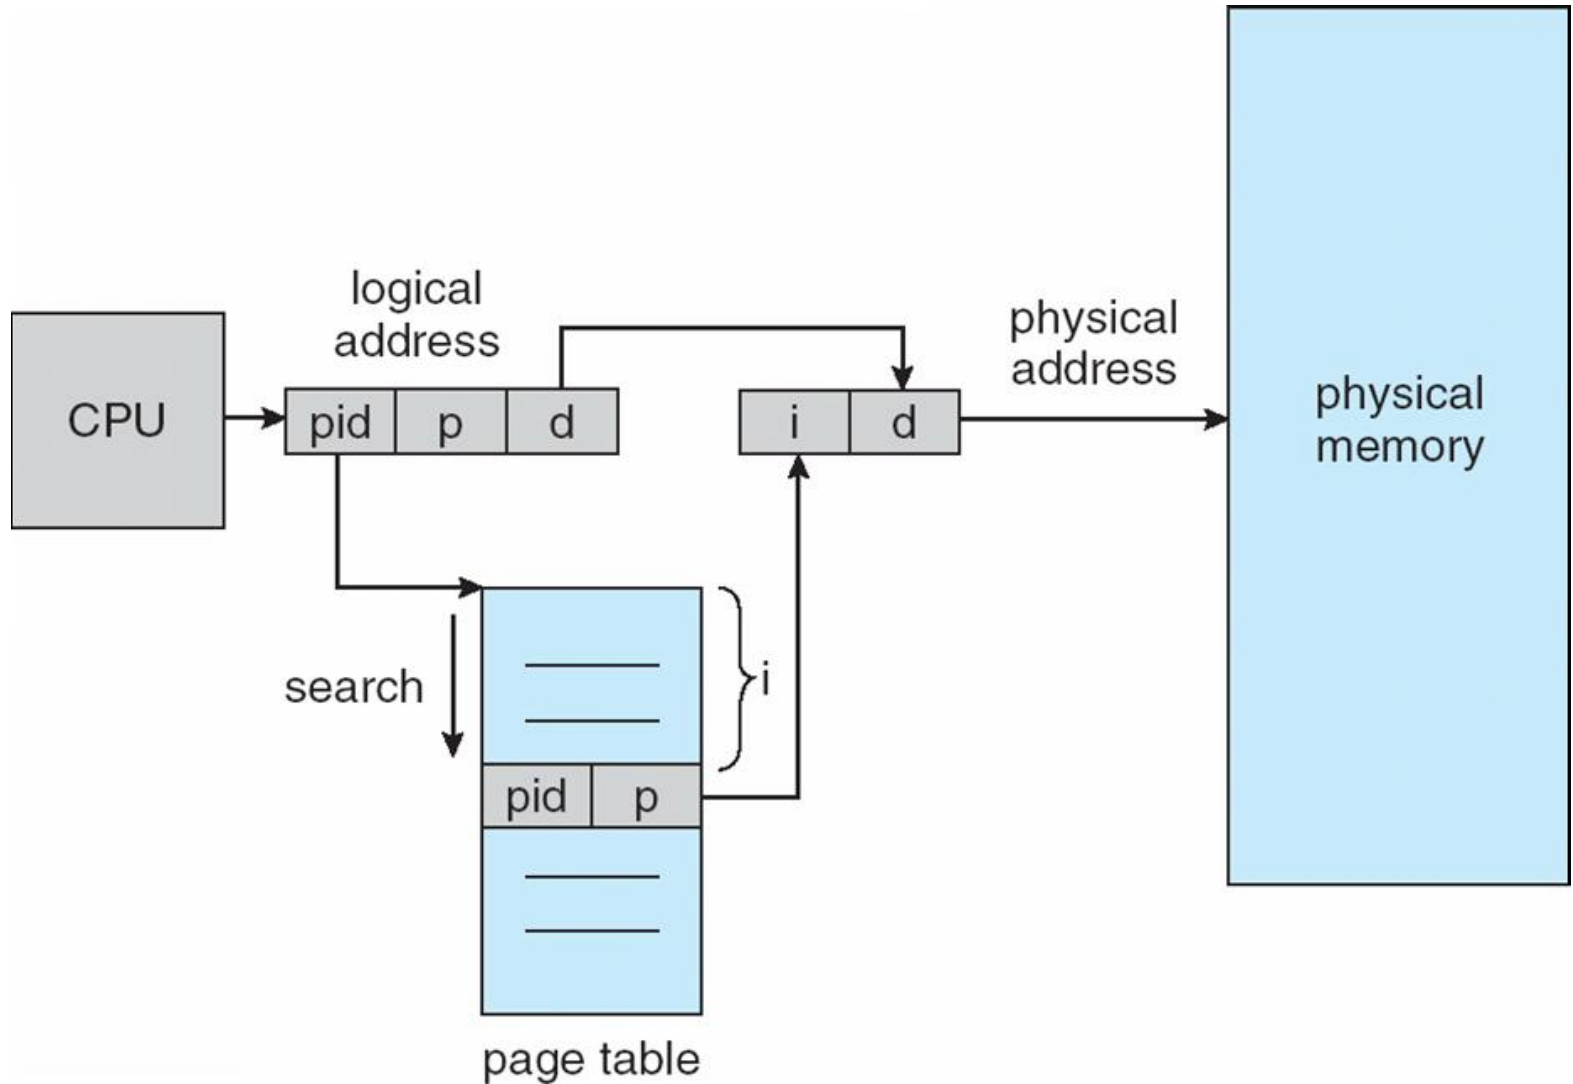 logical
address
CPU
pid p d
i d
physical
address
physical
memory
search
i
pid p
page table